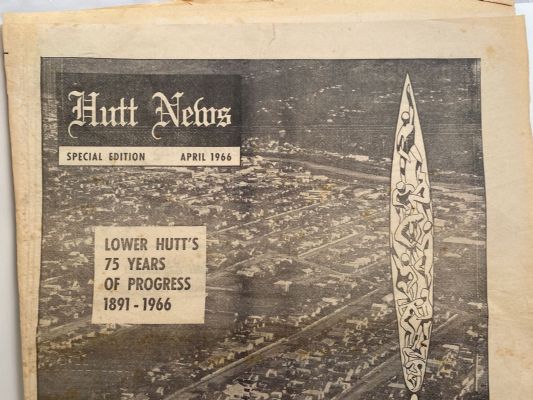 Hutt News
SPECIAL EDITION APRIL 1966
LOWER HUTT'S
75 YEARS
OF PROGRESS
1891 - 1966